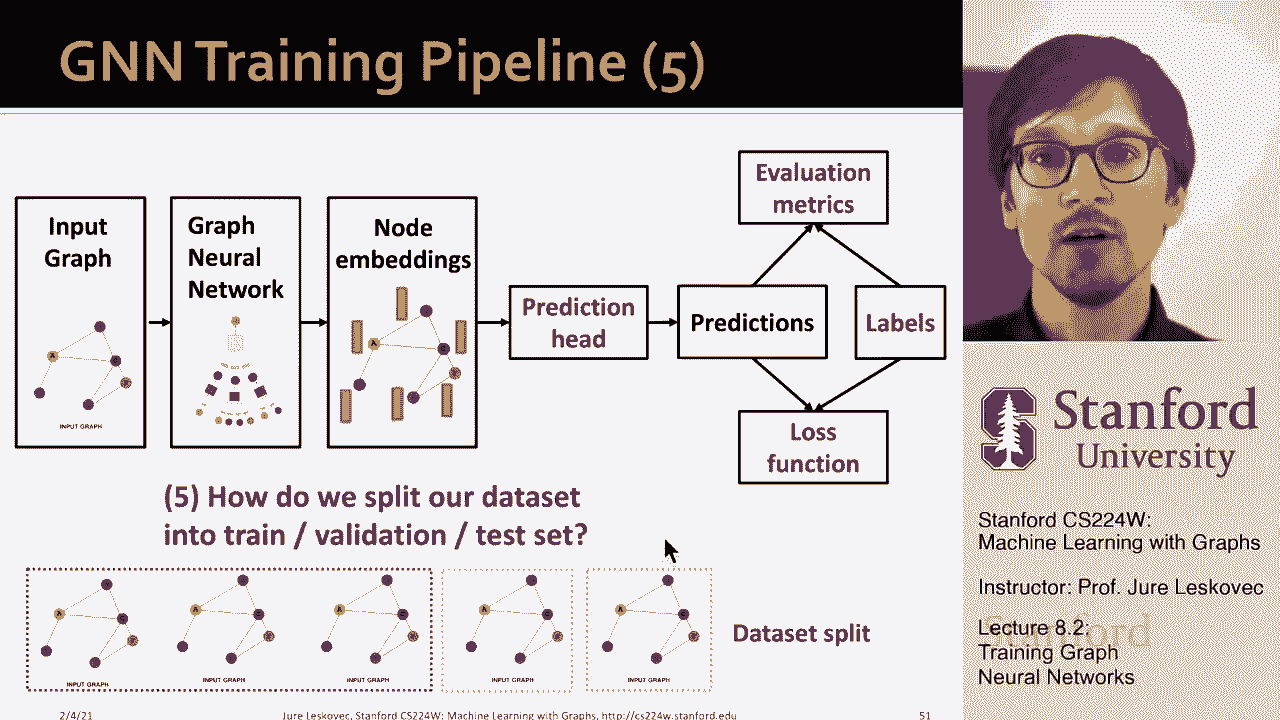 GNN Training Pipeline (5)
Input
Graph
INPUT GRAPH
Graph
Neural
Network
Node
embeddings
A
Prediction
head
Predictions
Labels
Evaluation
metrics
Loss
function
(5) How do we split our dataset
into train / validation / test set?
INPUT GRAPH
INPUT GRAPH
INPUT GRAPH
INPUT GRAPH
INPUT GRAPH
Dataset split
2/4/21
Jure Leskovec, Stanford CS224W: Machine Learning with Graphs, http://cs224w.stanford.edu
51
Stanford
University
Stanford CS224W:
Machine Learning with Graphs
Instructor: Prof. Jure Leskovec
Lecture 8.2:
Training Graph
Neural Networks